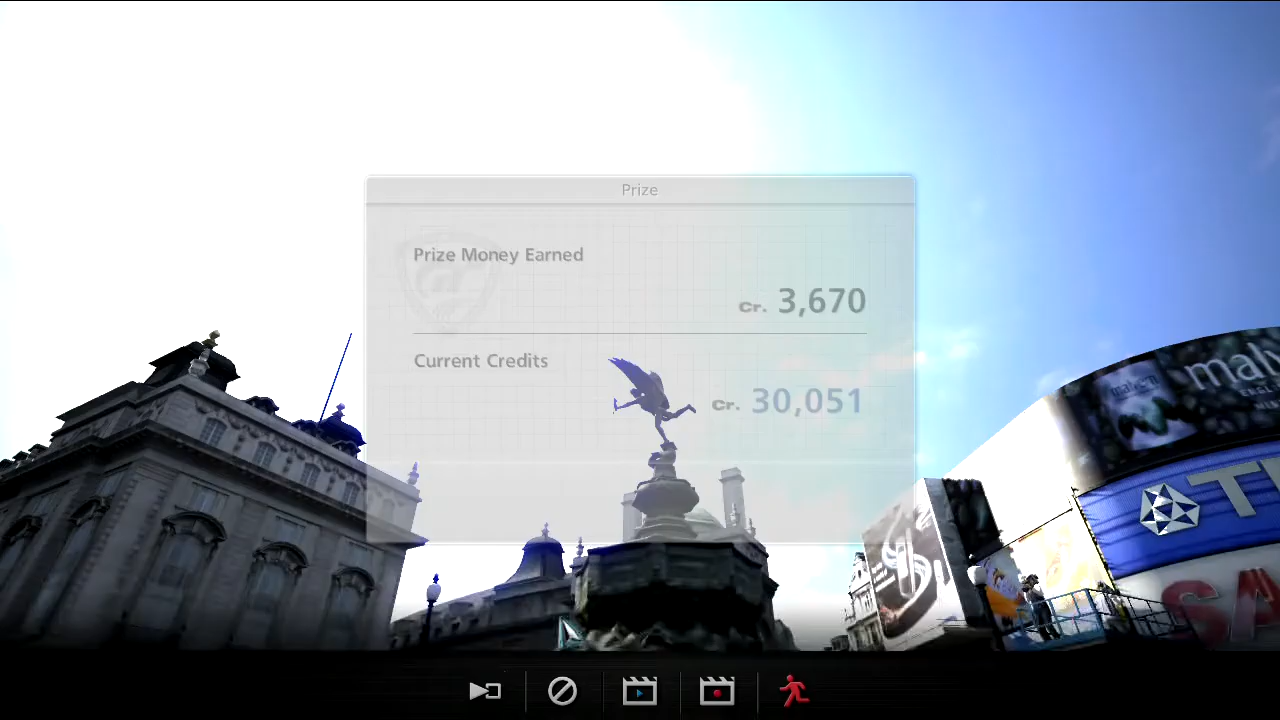 Prize
Prize Money Earned
Cr. 3,670
Current Credits
Cr. 30,051